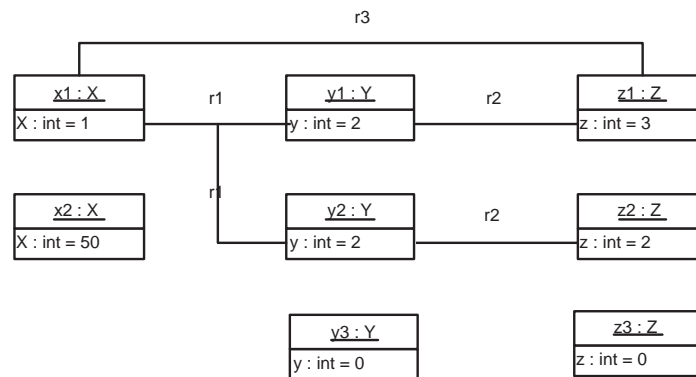 r3
x1 : X
X : int = 1
r1
y1 : Y
y : int = 2
r2
z1 : Z
z : int = 3
r1
x2 : X
X : int = 50
y2 : Y
y : int = 2
r2
z2 : Z
z : int = 2
y3 : Y
y : int = 0
z3 : Z
z : int = 0